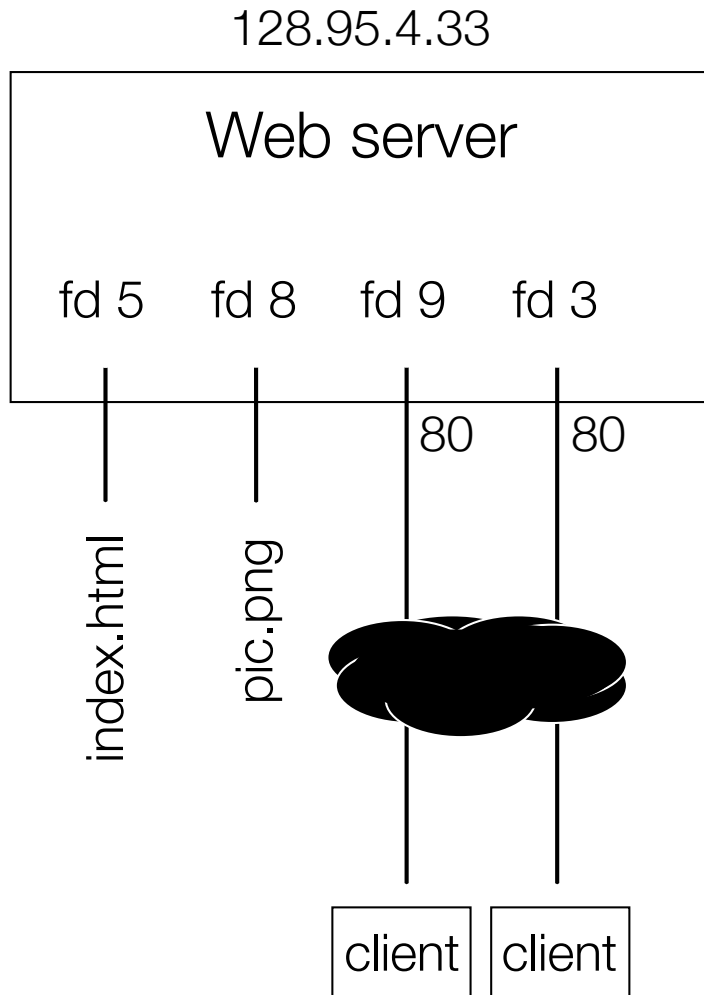 128.95.4.33
Web server
fd 5 fd 8 fd 9 fd 3
80 80
index.html
pic.png
client client